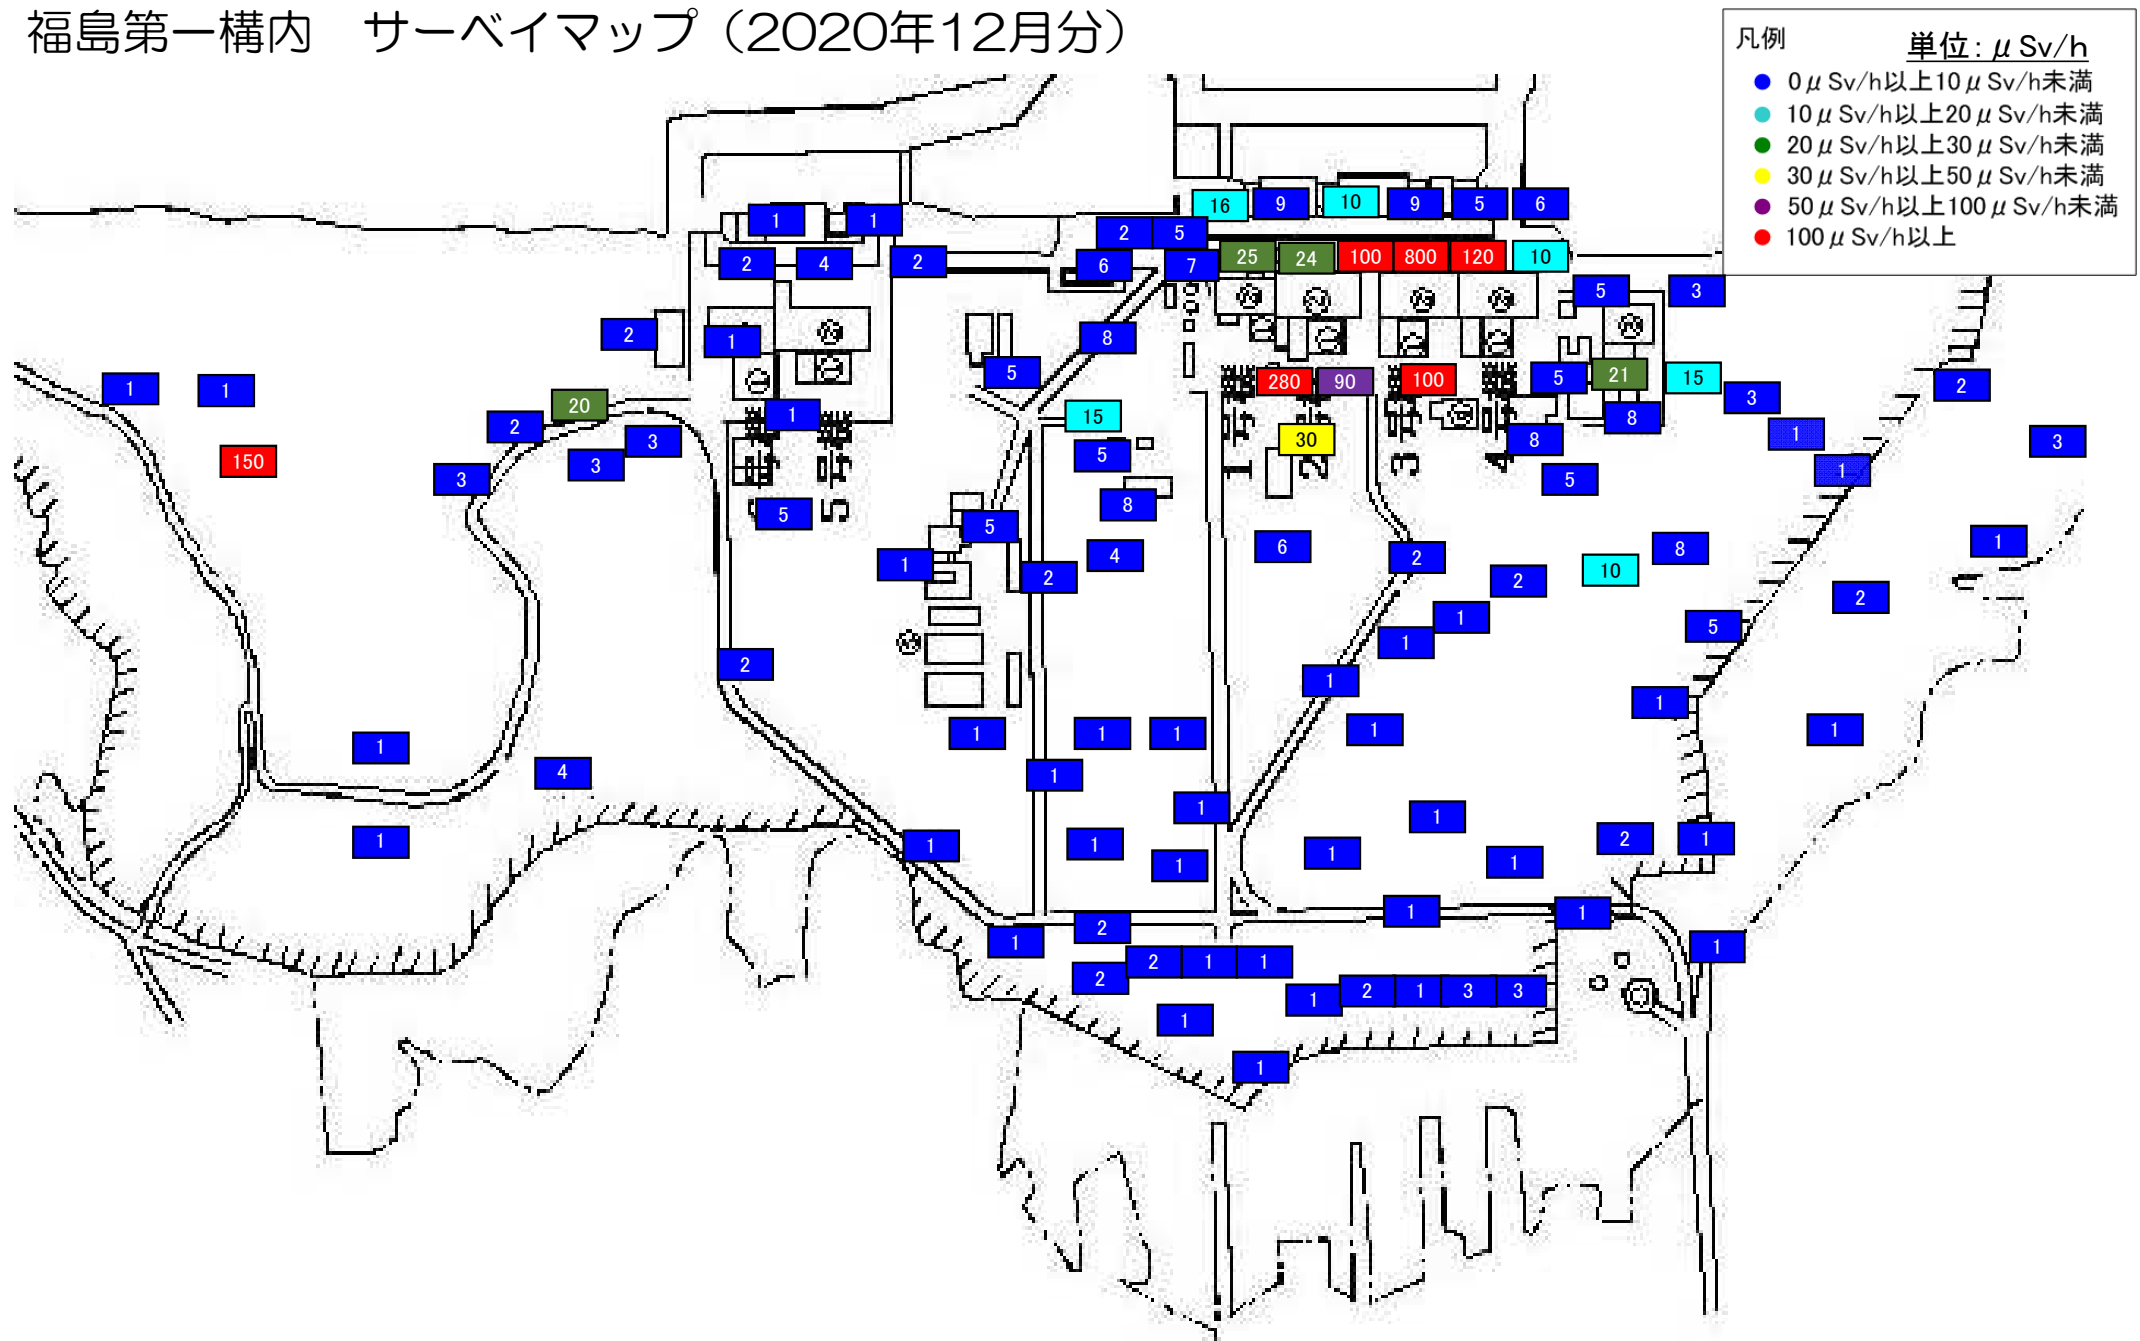 福島第一構内　サーベイマップ（2020年12月分）
凡例
単位：μSv/h
0μSv/h以上10μSv/h未満
10μSv/h以上20μSv/h未満
20μSv/h以上30μSv/h未満
30μSv/h以上50μSv/h未満
50μSv/h以上100μSv/h未満
100μSv/h以上
16 9 10 9 5 6
1 1 2 5
2 4 2 6 7 25 24 100 800 120 10
5 3
2 1 8
5 280 90 100 5 21 15 2
1 1 3
20 2 1 15 8 1
3 3 5 30 8 3
150 3 5 1
5 8
5 1
1 2 4 6 2 2 10 8
2
1 1 5
2 1 1
1 1 1 1 1
1 4 1
1 1
1 1 1 1 1 1 2 1
1 1
1 2 1
2 2 1 1
1 2 1 3 3
1
1
1号
2
3号
4
5号